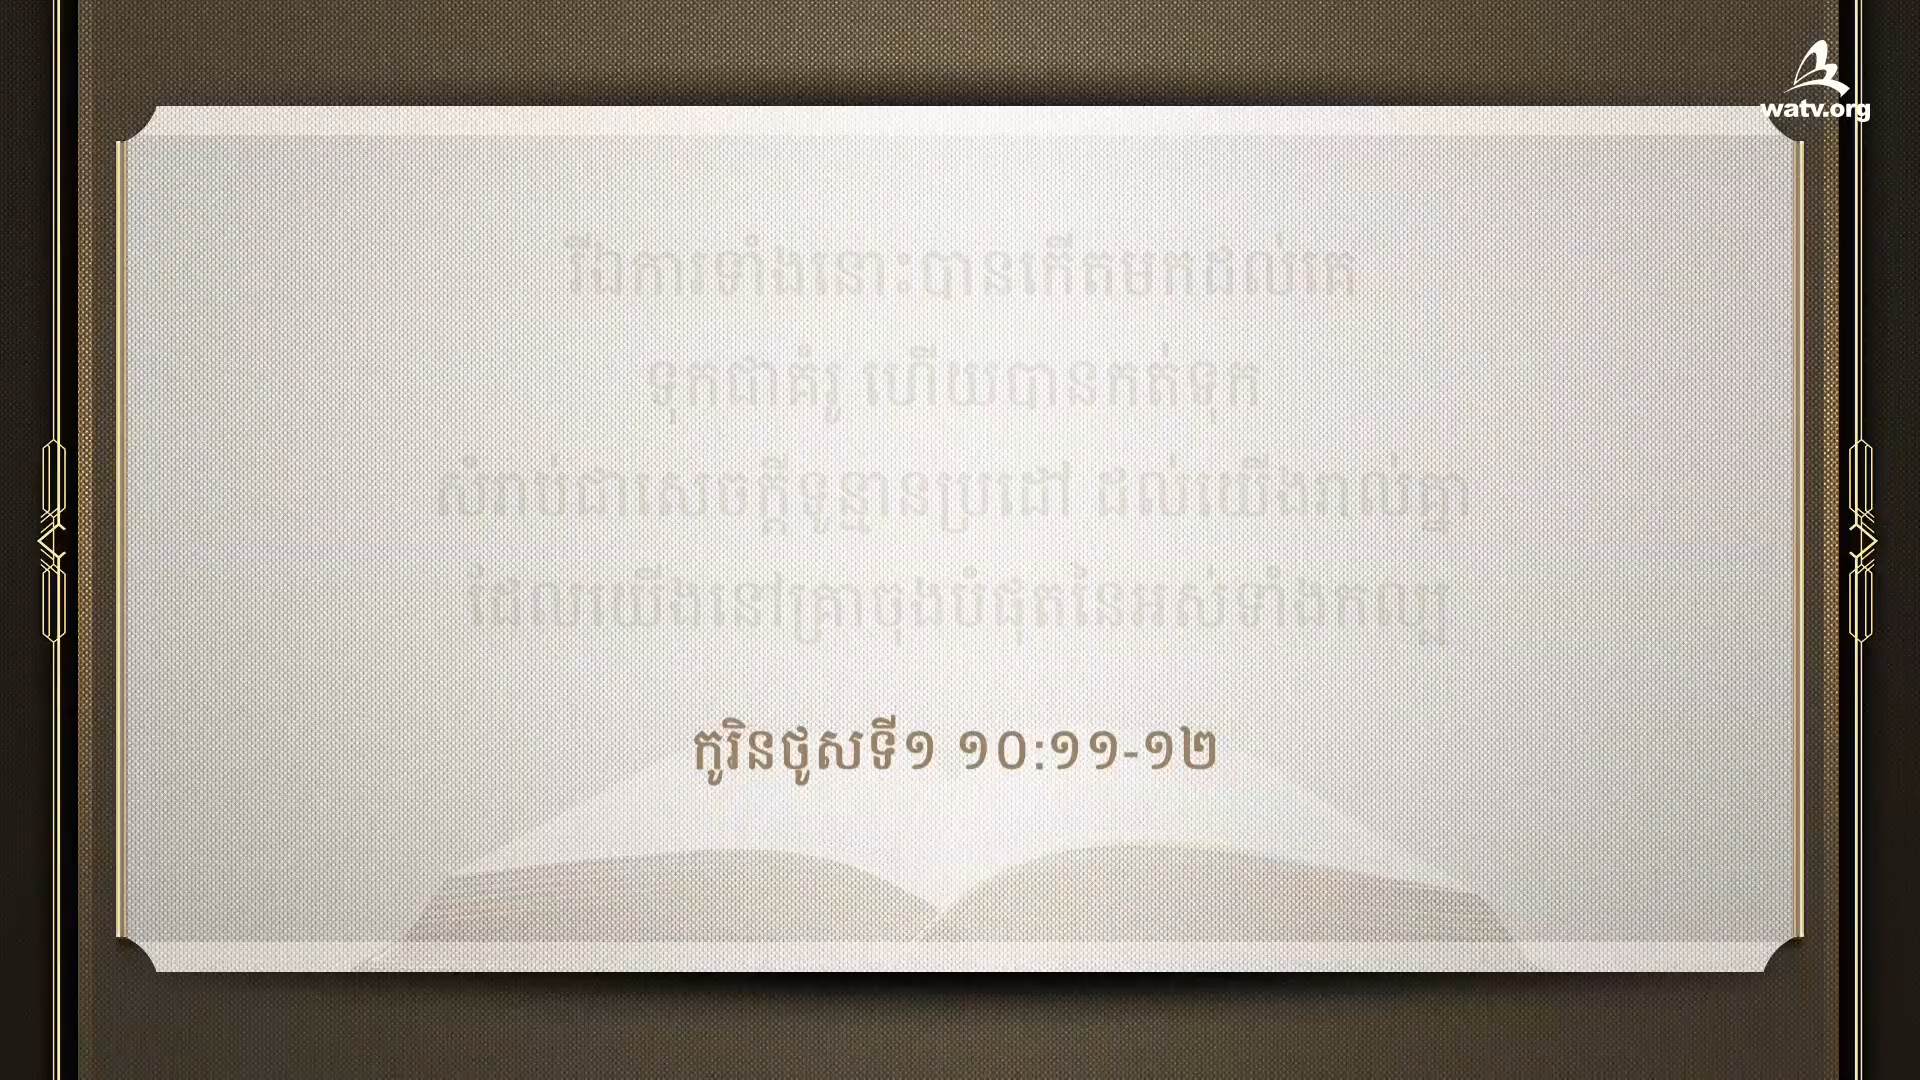 watv.org
រីឯការទាំងនោះបានកើតមកដល់គេ
ទុកជាគំរូ ហើយបានកត់ទុក
សំរាប់ជាសេចក្ដីទូន្មានប្រដៅ ដល់យើងរាល់គ្នា
ដែលយើងនៅគ្រាចុងបំផុតនៃអស់ទាំងកល្ប
កូរិនថូសទី១ ១០:១១-១២